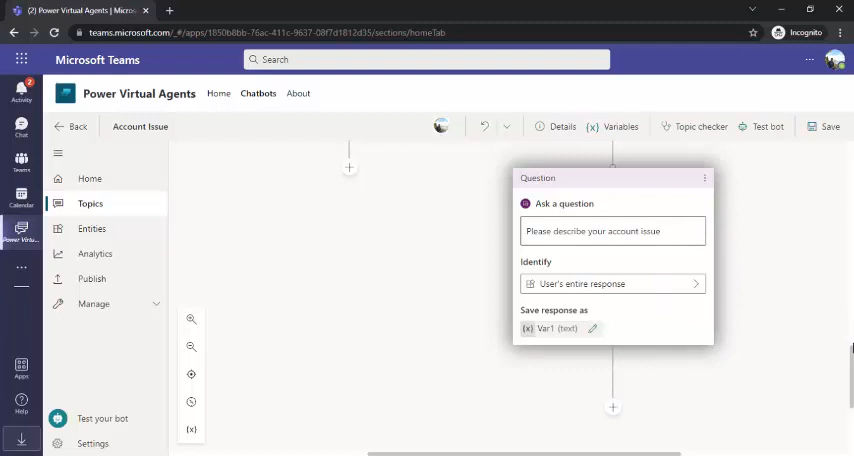 (2) Power Virtual Agents | Micros
teams.microsoft.com/_#/apps/1850b8bb-76ac-411c-9637-08f7d1812d35/sections/homeTab
Incognito
Microsoft Teams
Search
2
Activity
Chat
Teams
Calendar
Power Virtu...
Apps
Help
Power Virtual Agents
Home
Chatbots
About
Back
Account Issue
Details
{x} Variables
Topic checker
Test bot
Save
Home
Topics
Entities
Analytics
Publish
Manage
Test your bot
Settings
{x}
Question
Ask a question
Please describe your account issue
Identify
User's entire response
Save response as
{x} Var1 (text)